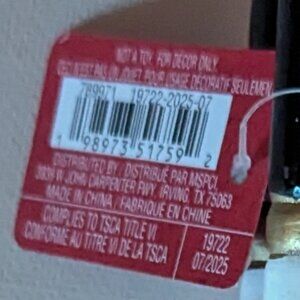 NOT A TOY. FOR DECOR ONLY.
CECI N'EST PAS UN JOUET. POUR USAGE DÉCORATIF SEULEMEN
789971 19722-2025-07
1 98973 51759 2
DISTRIBUTED BY / DISTRIBUÉ PAR MSPCI,
3939 W JOHN CARPENTER FWY, IRVING, TX 75063
MADE IN CHINA / FABRIQUÉ EN CHINE
COMPLIES TO TSCA TITLE VI
CONFORME AU TITRE VI DE LA TSCA
19722
07/2025